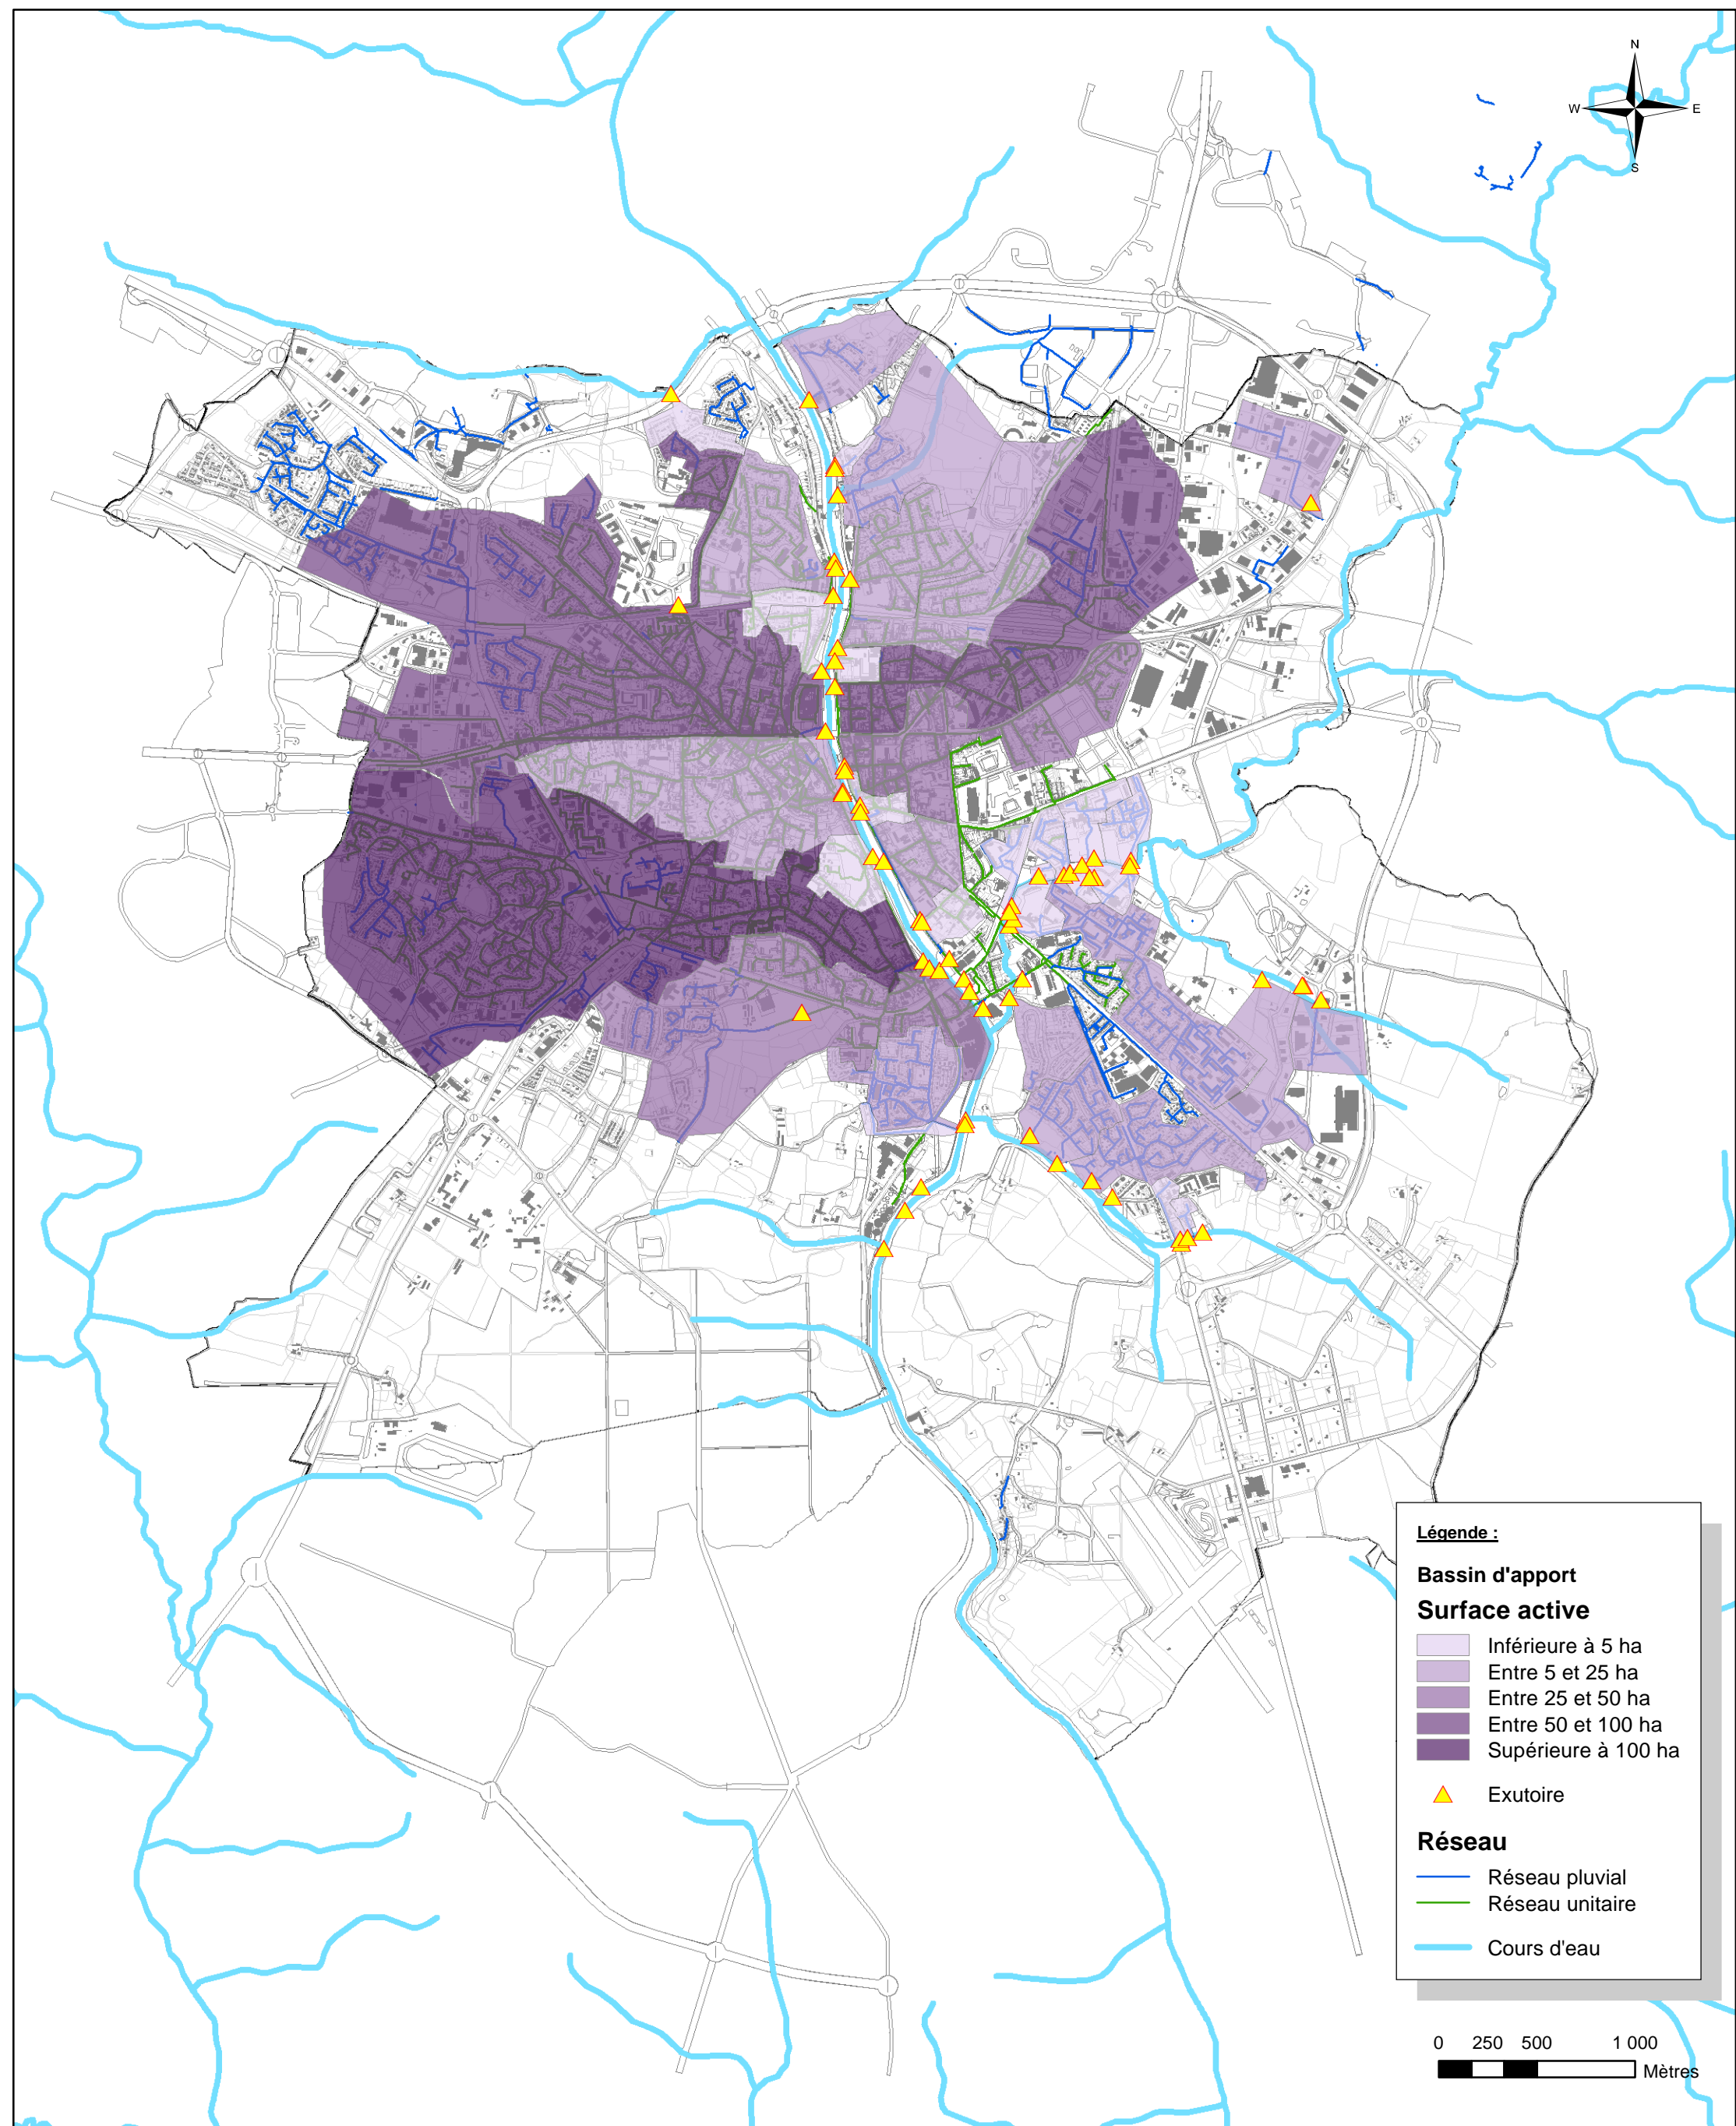 N
W E
S
Légende :
Bassin d'apport
Surface active
Inférieure à 5 ha
Entre 5 et 25 ha
Entre 25 et 50 ha
Entre 50 et 100 ha
Supérieure à 100 ha
Exutoire
Réseau
Réseau pluvial
Réseau unitaire
Cours d'eau
0 250 500 1 000
Mètres